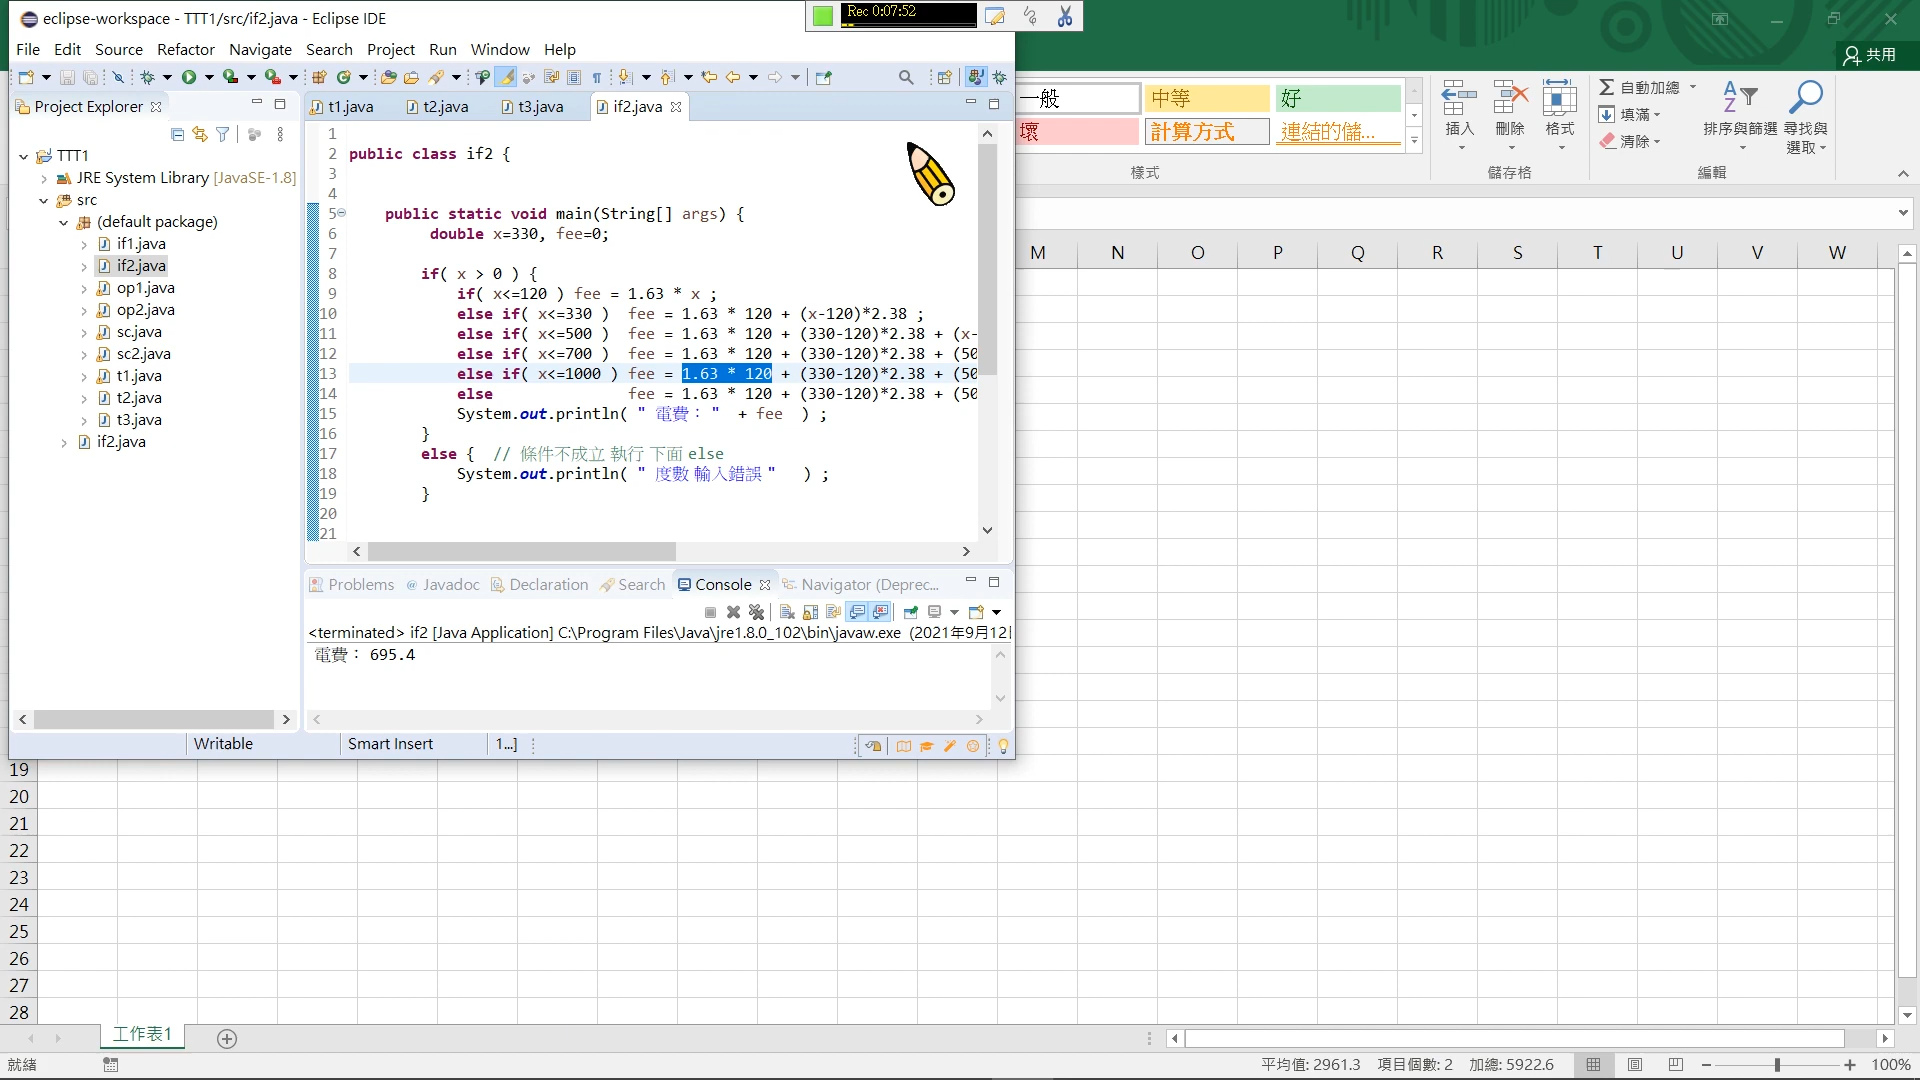 eclipse-workspace - TTT1/src/if2.java - Eclipse IDE
Rec 0:07:52
File Edit Source Refactor Navigate Search Project Run Window Help
共用
Project Explorer
t1.java t2.java t3.java if2.java
TTT1
JRE System Library [JavaSE-1.8]
src
(default package)
if1.java
if2.java
op1.java
op2.java
sc.java
sc2.java
t1.java
t2.java
t3.java
if2.java
1
2 public class if2 {
3
4
5 public static void main(String[] args) {
6 double x=330, fee=0;
7
8 if( x > 0 ) {
9 if( x<=120 ) fee = 1.63 * x ;
10 else if( x<=330 ) fee = 1.63 * 120 + (x-120)*2.38 ;
11 else if( x<=500 ) fee = 1.63 * 120 + (330-120)*2.38 + (x-
12 else if( x<=700 ) fee = 1.63 * 120 + (330-120)*2.38 + (50
13 else if( x<=1000 ) fee = 1.63 * 120 + (330-120)*2.38 + (50
14 else fee = 1.63 * 120 + (330-120)*2.38 + (50
15 System.out.println( " 電費： " + fee ) ;
16 }
17 else { // 條件不成立 執行 下面 else
18 System.out.println( " 度數 輸入錯誤 " ) ;
19 }
20
21
Problems Javadoc Declaration Search Console Navigator (Deprec...
<terminated> if2 [Java Application] C:\Program Files\Java\jre1.8.0_102\bin\javaw.exe (2021年9月12
電費： 695.4
Writable Smart Insert 1...]
一般 中等 好
壞 計算方式 連結的儲...
樣式
插入 刪除 格式
儲存格
自動加總
填滿
清除
排序與篩選 尋找與
選取
編輯
M N O P Q R S T U V W
19
20
21
22
23
24
25
26
27
28
工作表1
就緒
平均值: 2961.3 項目個數: 2 加總: 5922.6 100%